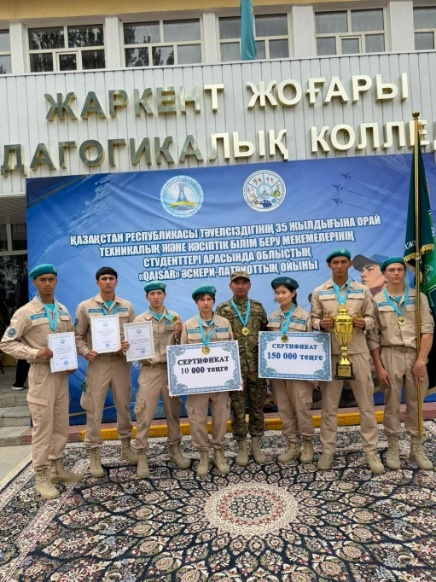 ЖАРКЕНТ ЖОҒАРЫ
ДАГОГИКАЛЫҚ КОЛЛЕД
ҚАЗАҚСТАН РЕСПУБЛИКАСЫ ТӘУЕЛСІЗДІГІНІҢ 35 ЖЫЛДЫҒЫНА ОРАЙ
ТЕХНИКАЛЫҚ ЖӘНЕ КӘСІПТІК БІЛІМ БЕРУ МЕКЕМЕЛЕРІНІҢ
СТУДЕНТТЕРІ АРАСЫНДА ОБЛЫСТЫҚ
«QAISAR» ӘСКЕРИ-ПАТРИОТТЫҚ ОЙЫНЫ
СЕРТИФИКАТ
10 000 теңге
СЕРТИФИКАТ
150 000 теңге